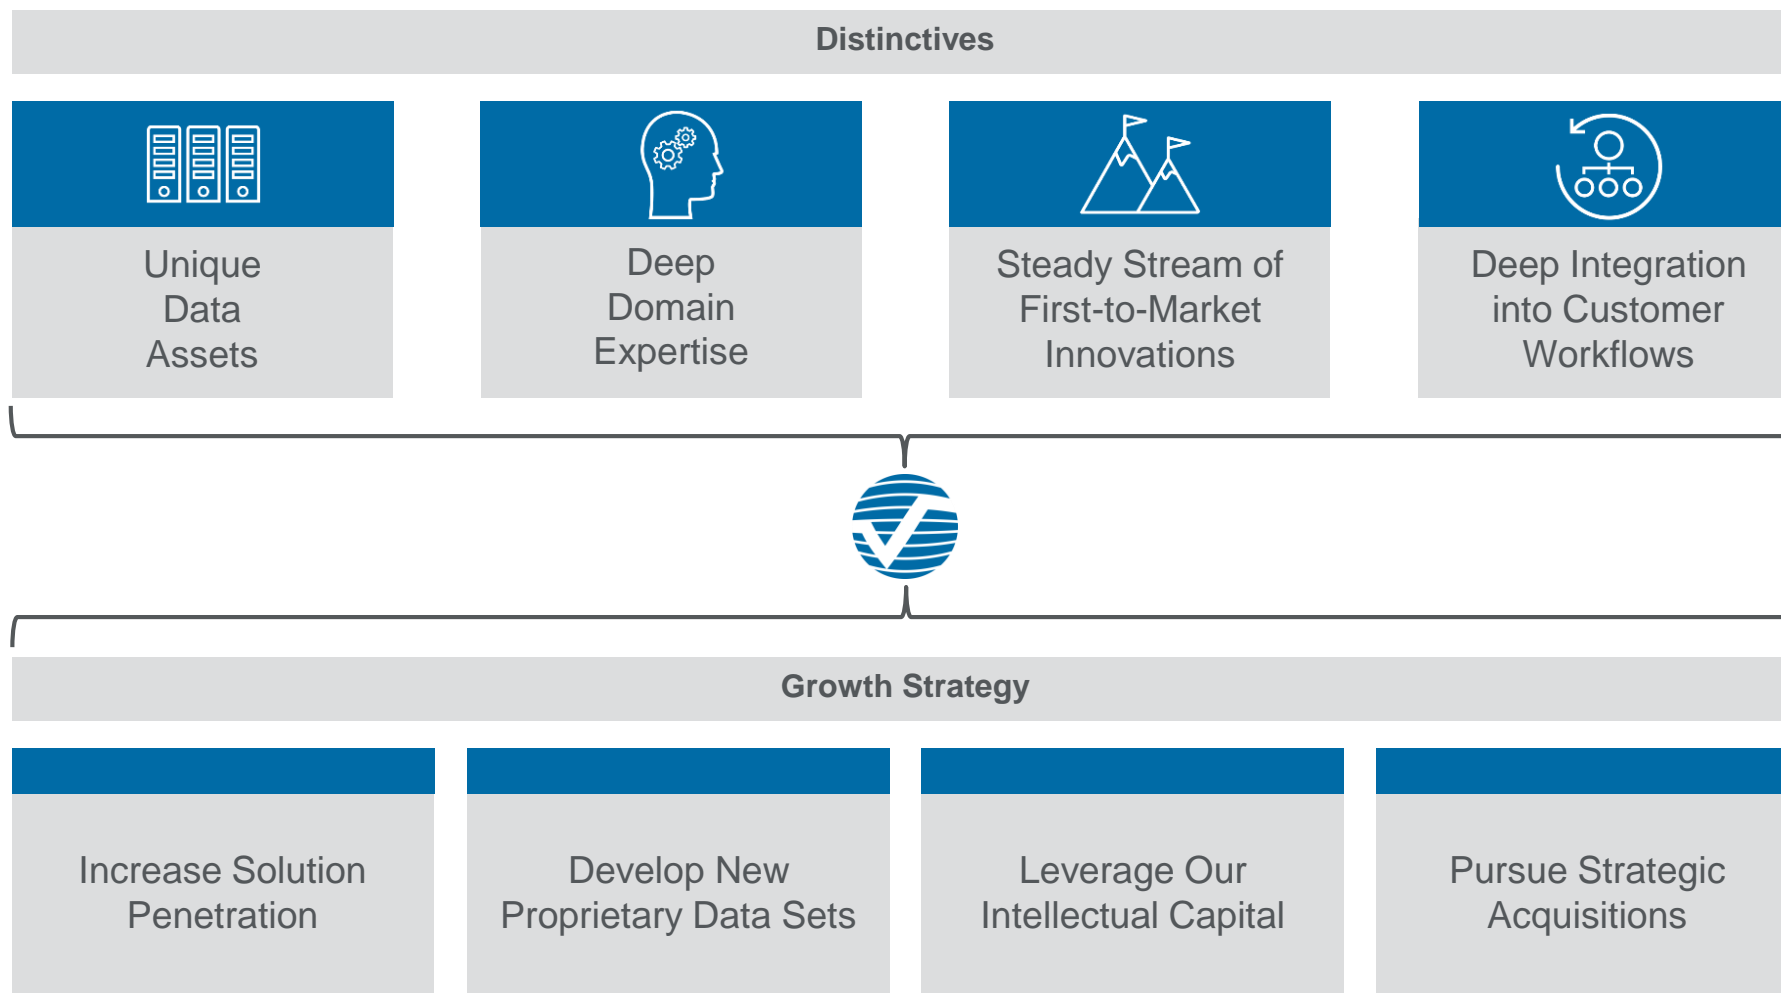 Distinctives
Unique
Data
Assets
Deep
Domain
Expertise
Steady Stream of
First-to-Market
Innovations
Deep Integration
into Customer
Workflows
Growth Strategy
Increase Solution
Penetration
Develop New
Proprietary Data Sets
Leverage Our
Intellectual Capital
Pursue Strategic
Acquisitions